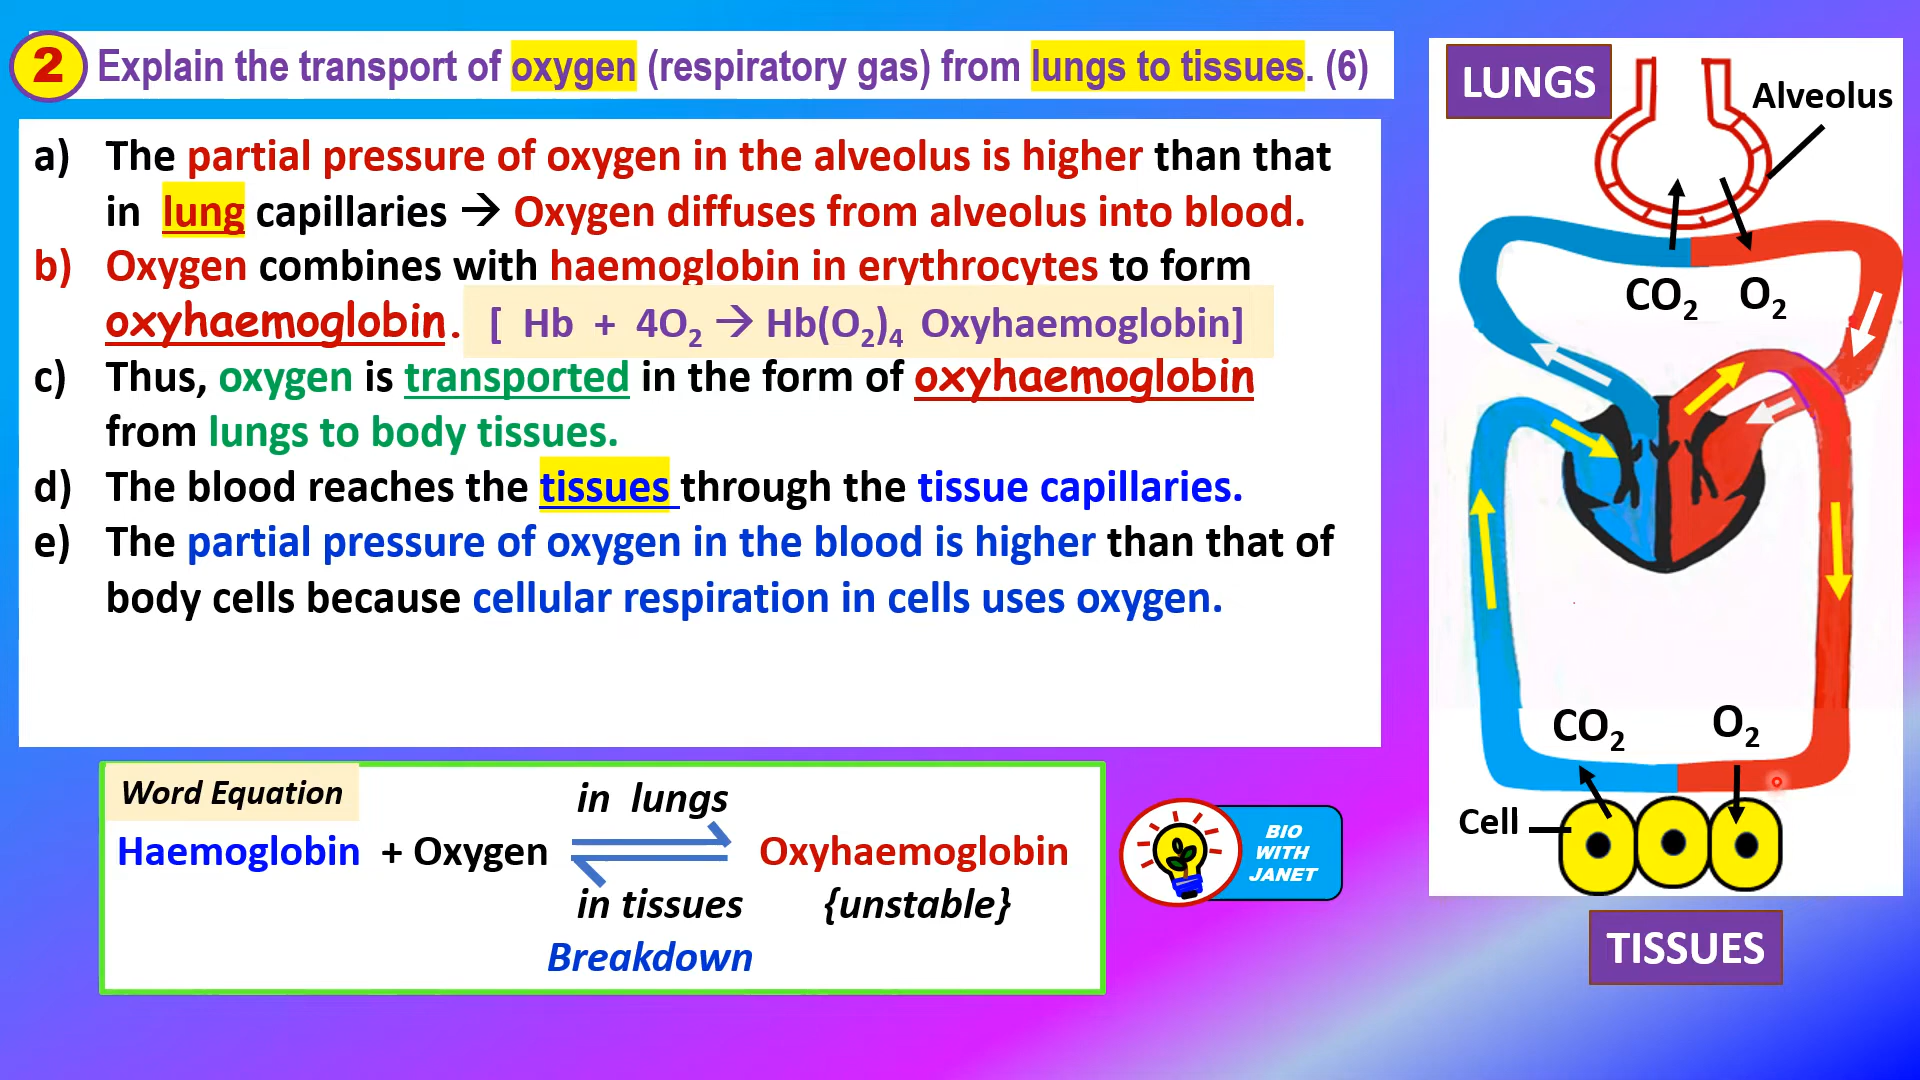 2 Explain the transport of oxygen (respiratory gas) from lungs to tissues. (6)
a) The partial pressure of oxygen in the alveolus is higher than that
in lung capillaries → Oxygen diffuses from alveolus into blood.
b) Oxygen combines with haemoglobin in erythrocytes to form
oxyhaemoglobin. [ Hb + 4O₂ → Hb(O₂)₄ Oxyhaemoglobin]
c) Thus, oxygen is transported in the form of oxyhaemoglobin
from lungs to body tissues.
d) The blood reaches the tissues through the tissue capillaries.
e) The partial pressure of oxygen in the blood is higher than that of
body cells because cellular respiration in cells uses oxygen.
Word Equation
in lungs
Haemoglobin + Oxygen ⇌ Oxyhaemoglobin
in tissues {unstable}
Breakdown
BIO
WITH
JANET
LUNGS
Alveolus
CO₂ O₂
CO₂ O₂
Cell
TISSUES